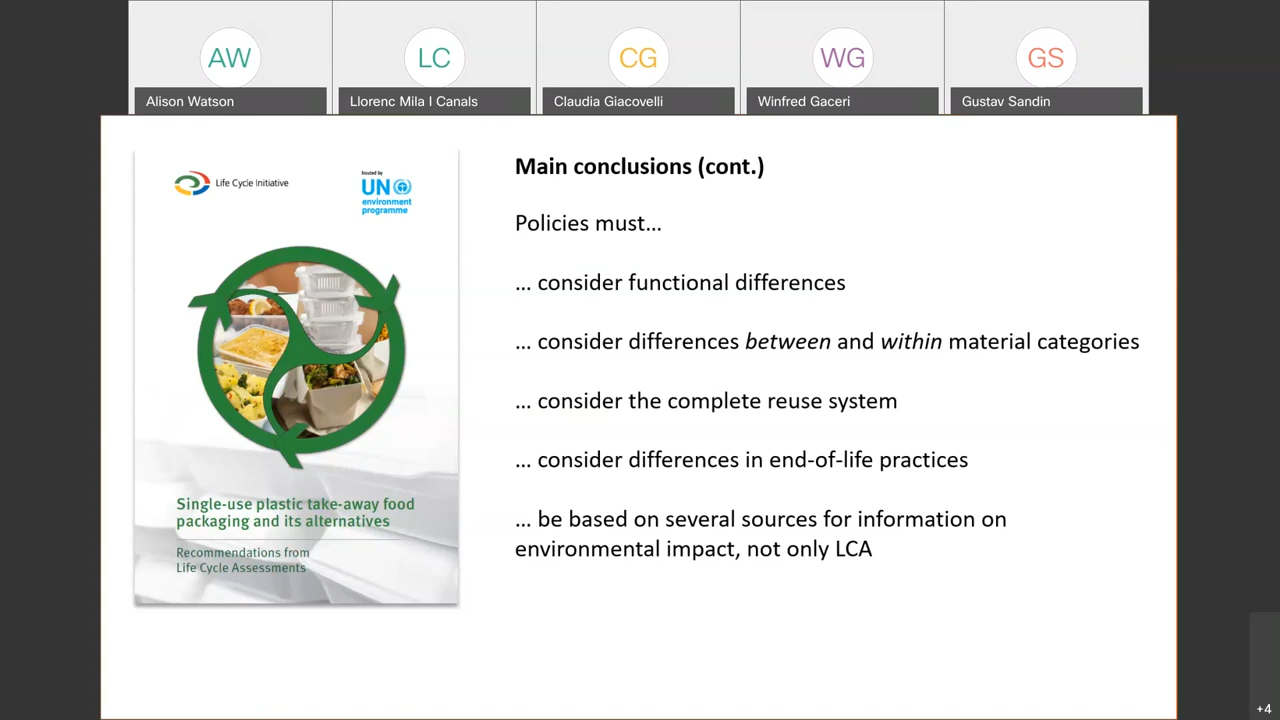 AW
LC
CG
WG
GS
Alison Watson
Llorenc Mila I Canals
Claudia Giacovelli
Winfred Gaceri
Gustav Sandin
Life Cycle Initiative
hosted by
UN
environment
programme
Single-use plastic take-away food
packaging and its alternatives
Recommendations from
Life Cycle Assessments
Main conclusions (cont.)
Policies must...
... consider functional differences
... consider differences between and within material categories
... consider the complete reuse system
... consider differences in end-of-life practices
... be based on several sources for information on
environmental impact, not only LCA
+4